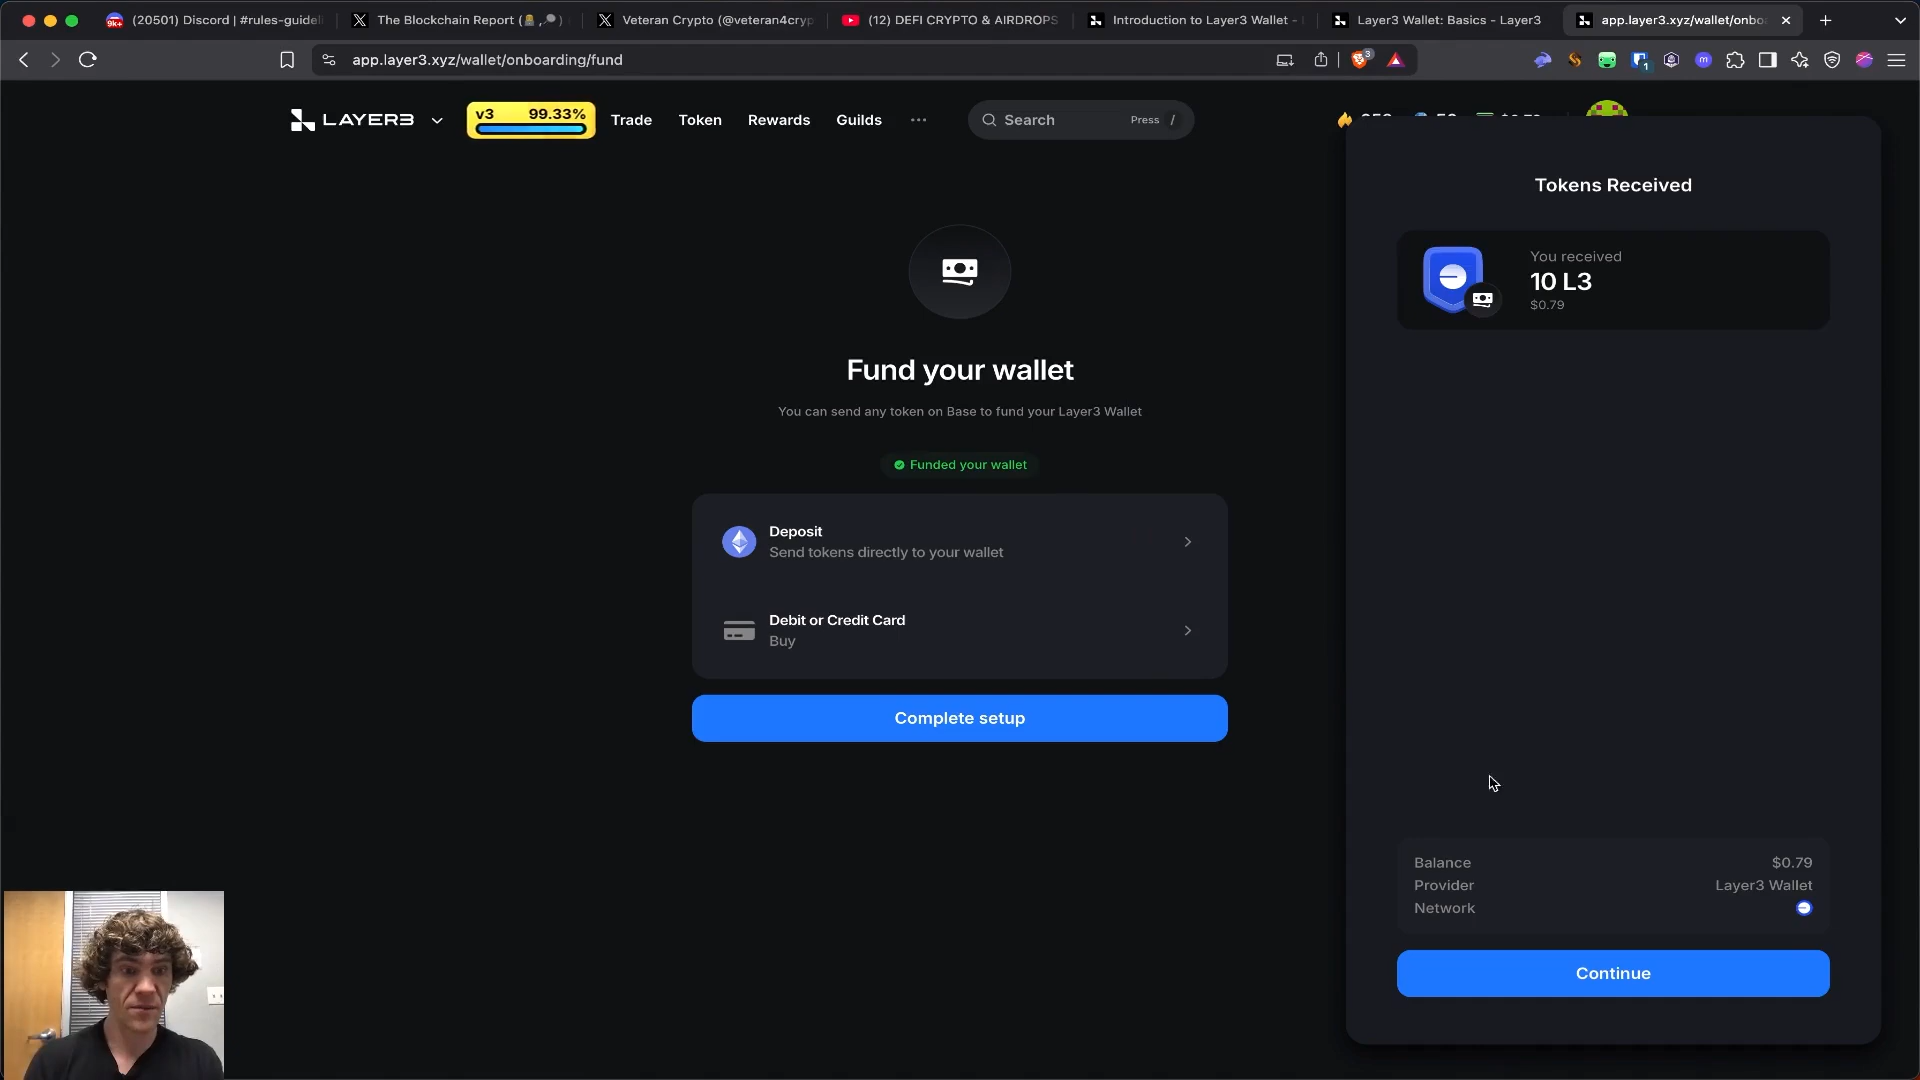 (20501) Discord | #rules-guidel
The Blockchain Report
Veteran Crypto (@veteran4cryp
(12) DEFI CRYPTO & AIRDROPS
Introduction to Layer3 Wallet -
Layer3 Wallet: Basics - Layer3
app.layer3.xyz/wallet/onbo
app.layer3.xyz/wallet/onboarding/fund
LAYER3
v3 99.33%
Trade
Token
Rewards
Guilds
Search
Press /
Fund your wallet
You can send any token on Base to fund your Layer3 Wallet
Funded your wallet
Deposit
Send tokens directly to your wallet
Debit or Credit Card
Buy
Complete setup
Tokens Received
You received
10 L3
$0.79
Balance $0.79
Provider Layer3 Wallet
Network
Continue